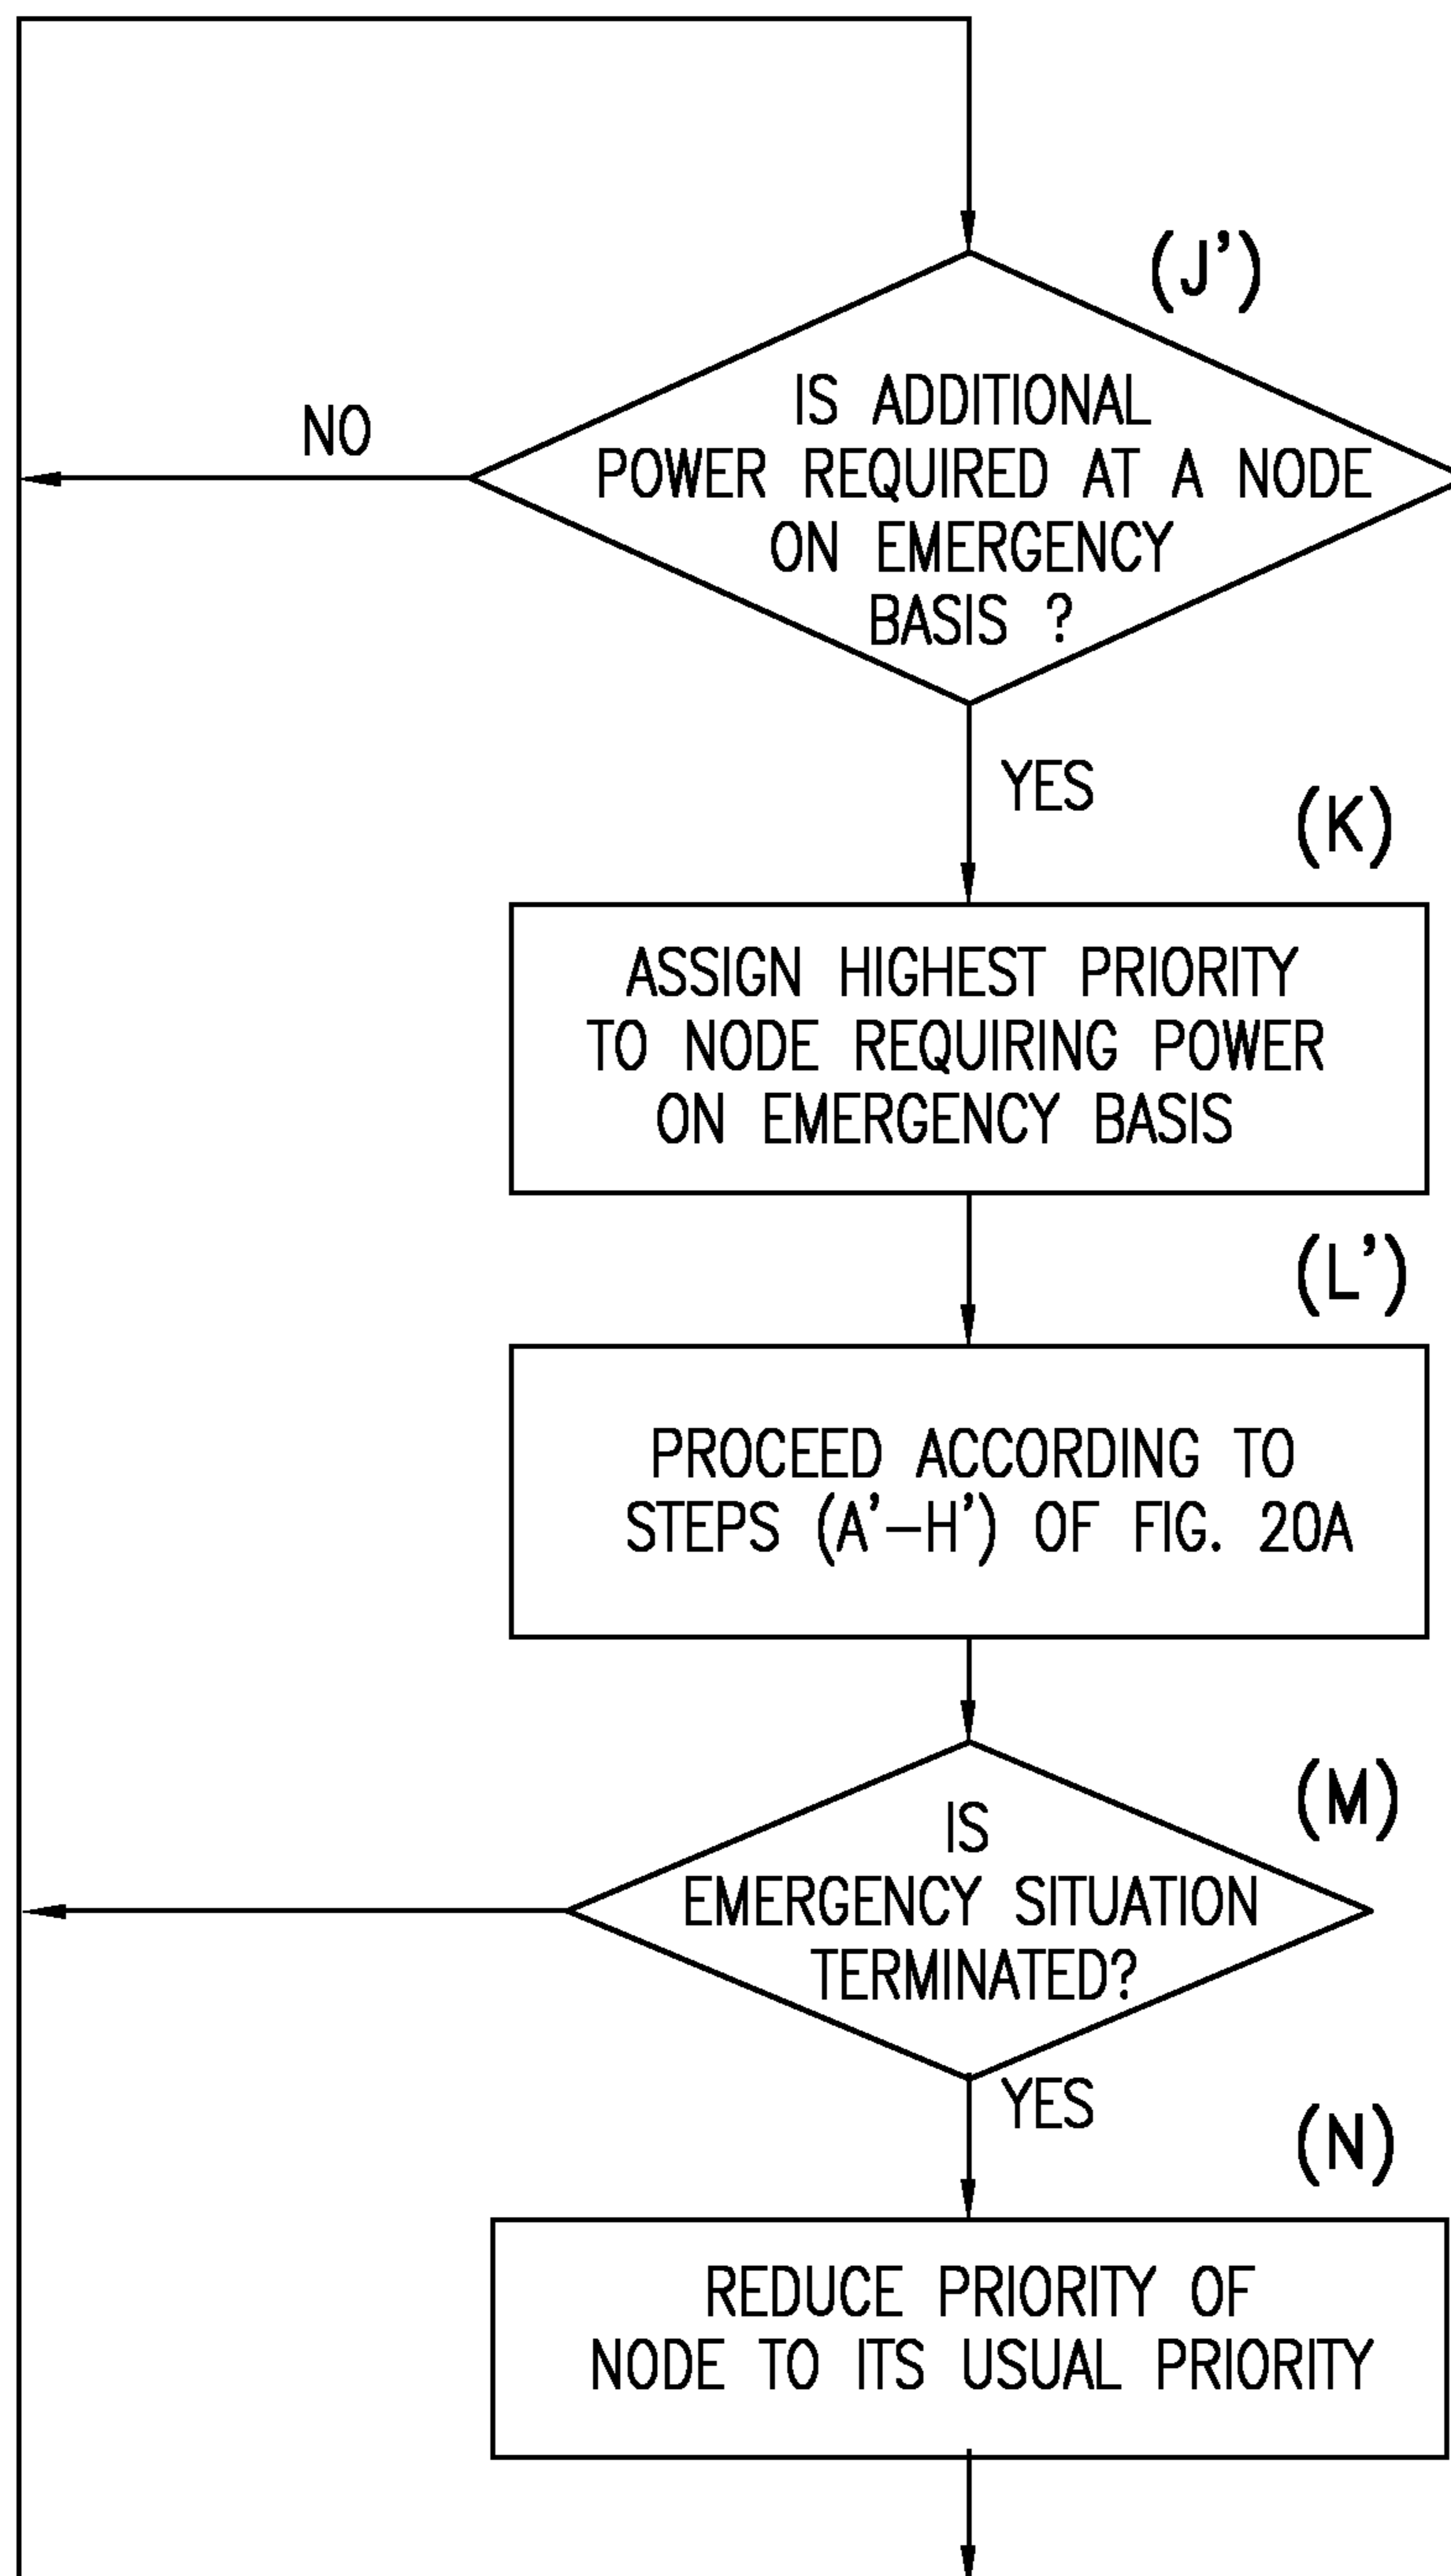 (J')
IS ADDITIONAL
POWER REQUIRED AT A NODE
ON EMERGENCY
BASIS ?
NO
YES
(K)
ASSIGN HIGHEST PRIORITY
TO NODE REQUIRING POWER
ON EMERGENCY BASIS
(L')
PROCEED ACCORDING TO
STEPS (A'–H') OF FIG. 20A
(M)
IS
EMERGENCY SITUATION
TERMINATED?
YES
(N)
REDUCE PRIORITY OF
NODE TO ITS USUAL PRIORITY